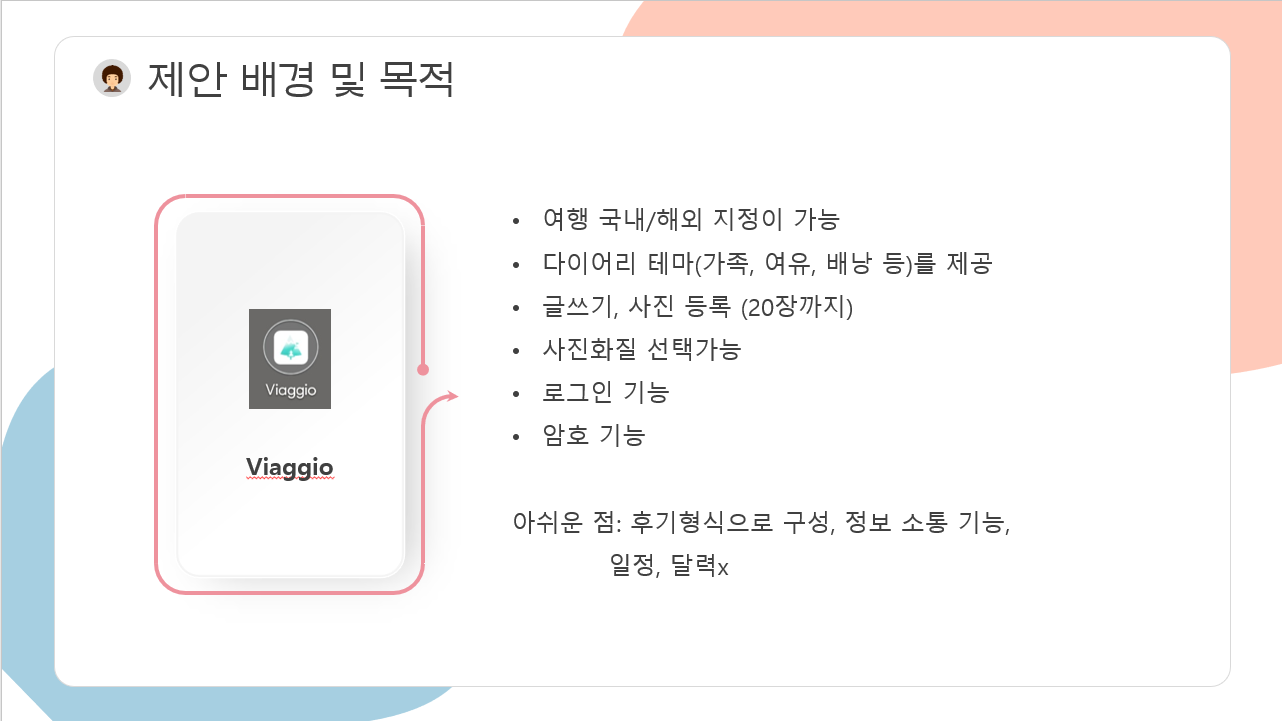 제안 배경 및 목적
Viaggio
Viaggio
• 여행 국내/해외 지정이 가능
• 다이어리 테마(가족, 여유, 배낭 등)를 제공
• 글쓰기, 사진 등록 (20장까지)
• 사진화질 선택가능
• 로그인 기능
• 암호 기능
아쉬운 점: 후기형식으로 구성, 정보 소통 기능,
일정, 달력x